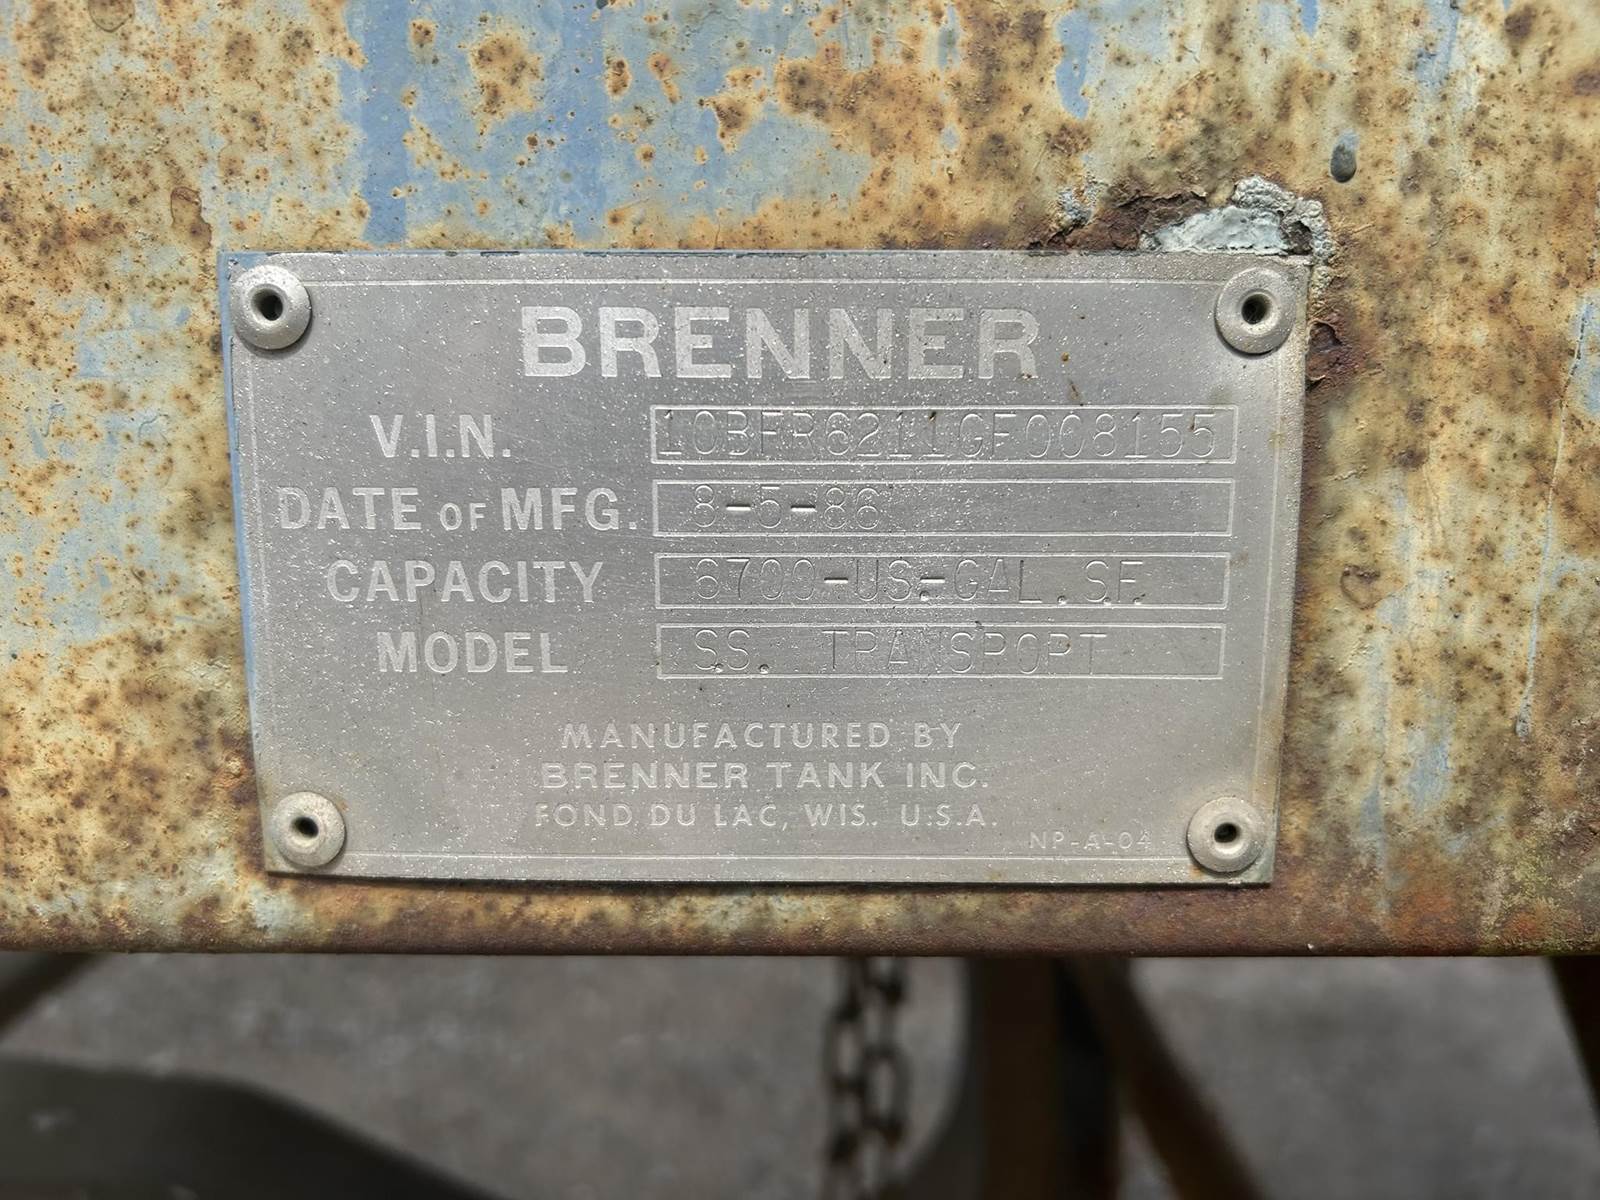 BRENNER
V.I.N. 10BFR6211GF008155
DATE OF MFG. 8-5-86
CAPACITY 6700-US.-GAL.SF.
MODEL S.S. TRANSPORT
MANUFACTURED BY
BRENNER TANK INC.
FOND DU LAC, WIS. U.S.A.
NP-A-04